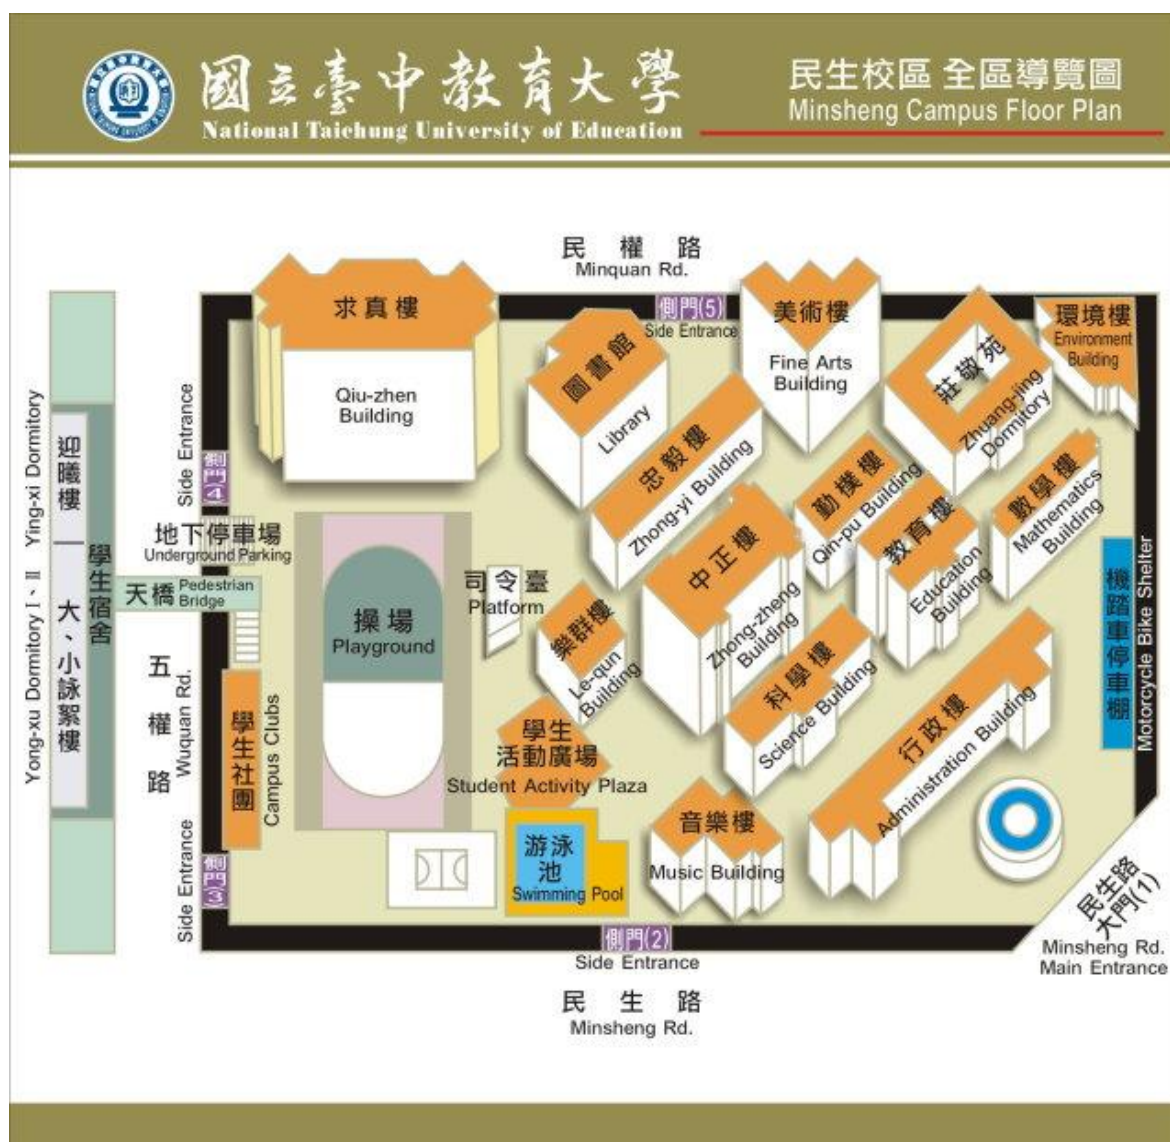 國立臺中教育大學
National Taichung University of Education
民生校區 全區導覽圖
Minsheng Campus Floor Plan
民 權 路
Minquan Rd.
側門(5)
Side Entrance
求真樓
Qiu-zhen
Building
圖書館
Library
美術樓
Fine Arts
Building
莊敬苑
Zhuang-jing
Dormitory
環境樓
Environment
Building
忠毅樓
Zhong-yi Building
Side Entrance
側門(4)
Ying-xi Dormitory
迎曦樓
學生宿舍
Yong-xu Dormitory I、II
大、小詠絮樓
地下停車場
Underground Parking
天橋
Pedestrian
Bridge
操場
Playground
司令臺
Platform
樂群樓
Le-qun
Building
中正樓
Zhong-zheng
Building
勤樸樓
Qin-pu Building
教育樓
Education
Building
數學樓
Mathematics
Building
機踏車停車棚
Motorcycle Bike Shelter
五權路
Wuquan Rd.
學生社團
Campus Clubs
學生
活動廣場
Student Activity Plaza
科學樓
Science Building
行政樓
Administration Building
Side Entrance
側門(3)
游泳
池
Swimming Pool
音樂樓
Music Building
民生路
大門(1)
Minsheng Rd.
Main Entrance
側門(2)
Side Entrance
民 生 路
Minsheng Rd.